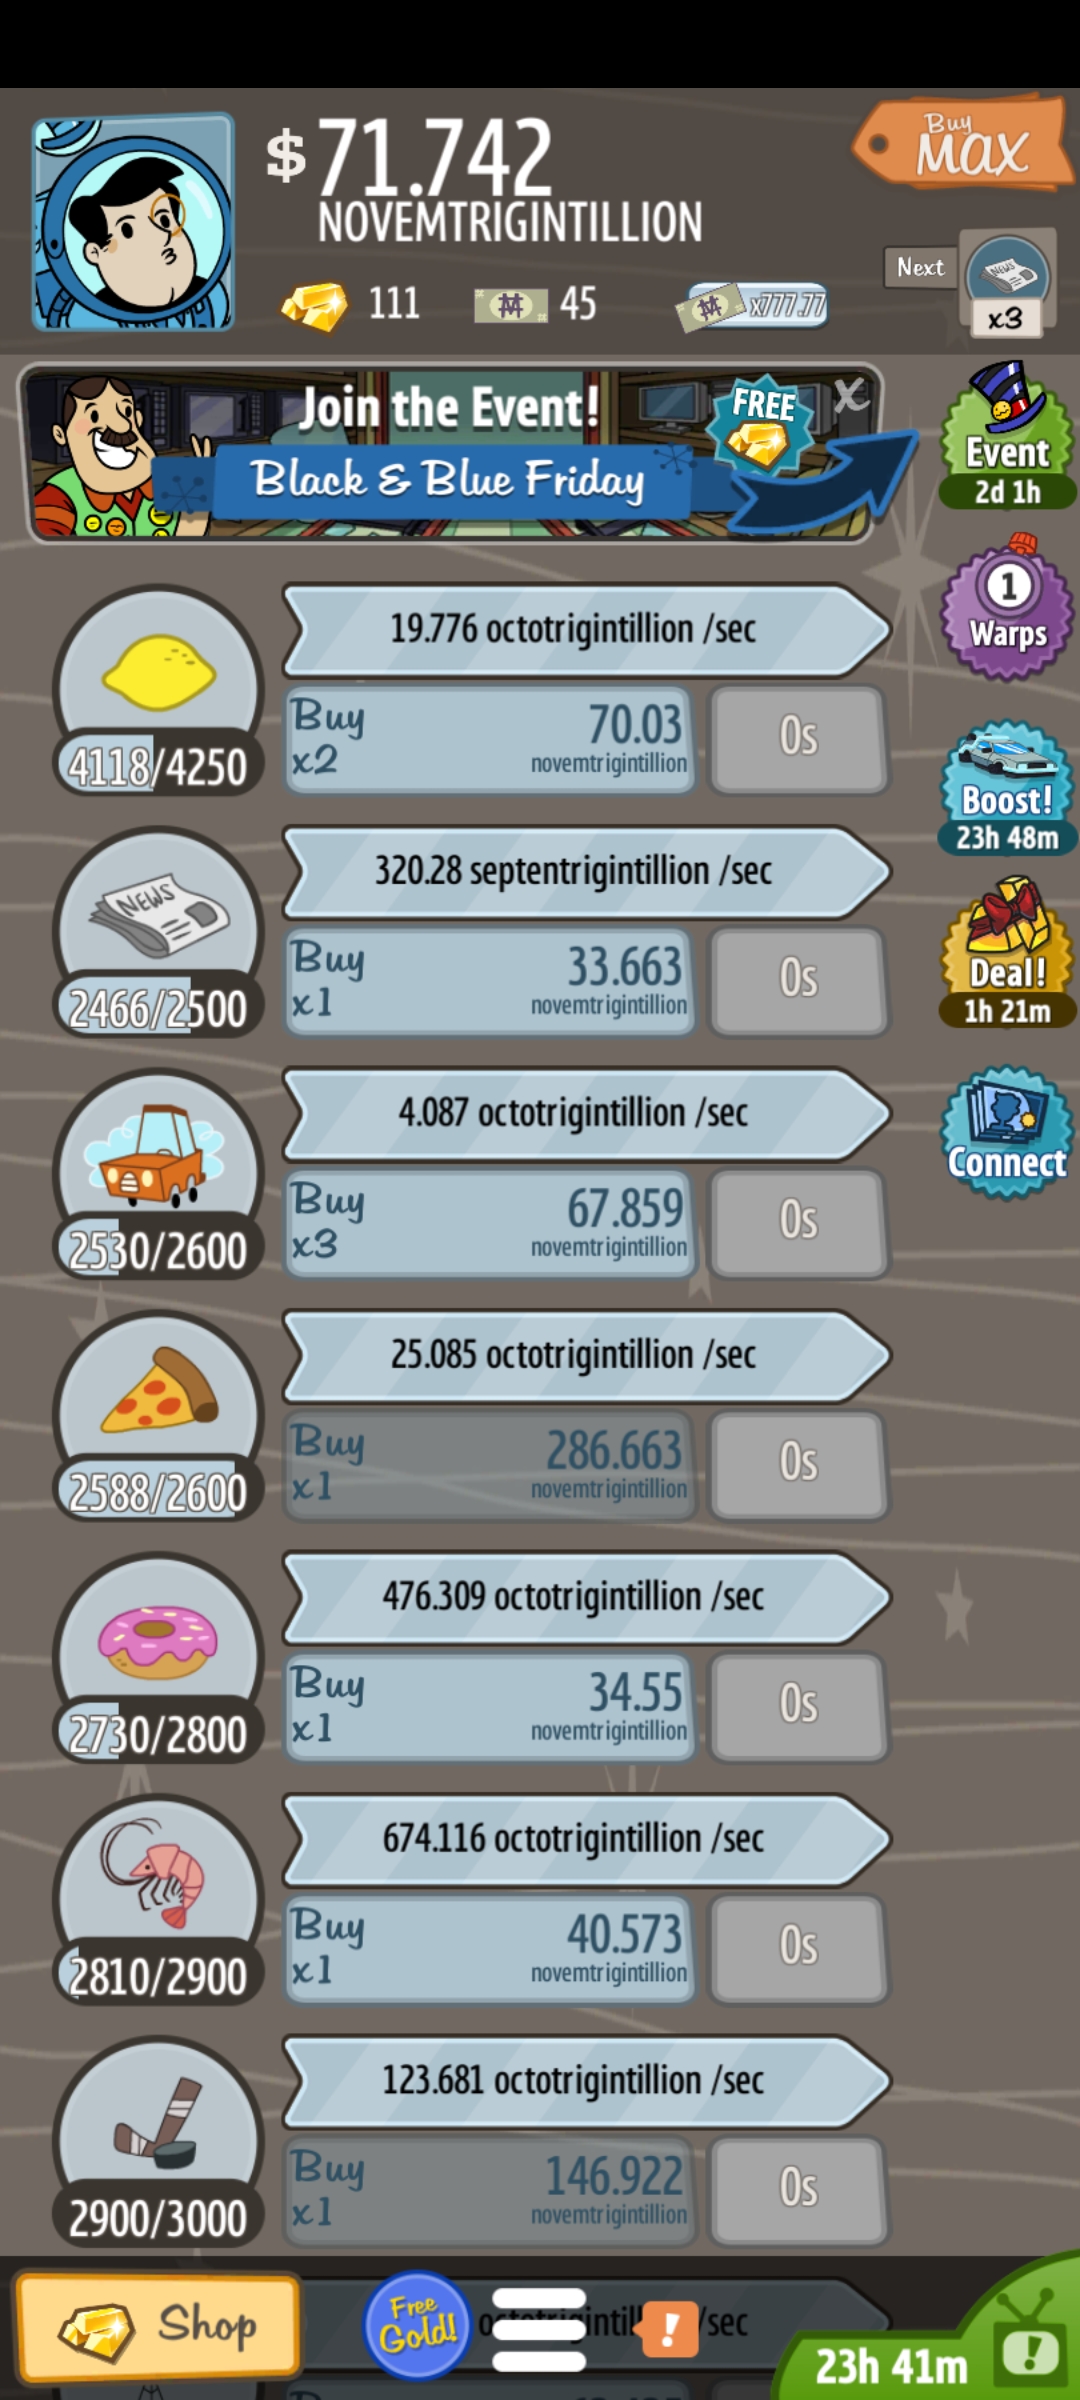 $71.742
NOVEMTRIGINTILLION
Buy
MAX
111
45
x777.77
Next
NEWS
x3
Join the Event!
FREE
X
Black & Blue Friday
Event
2d 1h
1
Warps
Boost!
23h 48m
Deal!
1h 21m
Connect
19.776 octotrigintillion /sec
4118/4250
Buy
x2
70.03
novemtrigintillion
0s
320.28 septentrigintillion /sec
NEWS
2466/2500
Buy
x1
33.663
novemtrigintillion
0s
4.087 octotrigintillion /sec
2530/2600
Buy
x3
67.859
novemtrigintillion
0s
25.085 octotrigintillion /sec
2588/2600
Buy
x1
286.663
novemtrigintillion
0s
476.309 octotrigintillion /sec
2730/2800
Buy
x1
34.55
novemtrigintillion
0s
674.116 octotrigintillion /sec
2810/2900
Buy
x1
40.573
novemtrigintillion
0s
123.681 octotrigintillion /sec
2900/3000
Buy
x1
146.922
novemtrigintillion
0s
Shop
Free
Gold!
!
/sec
23h 41m
!